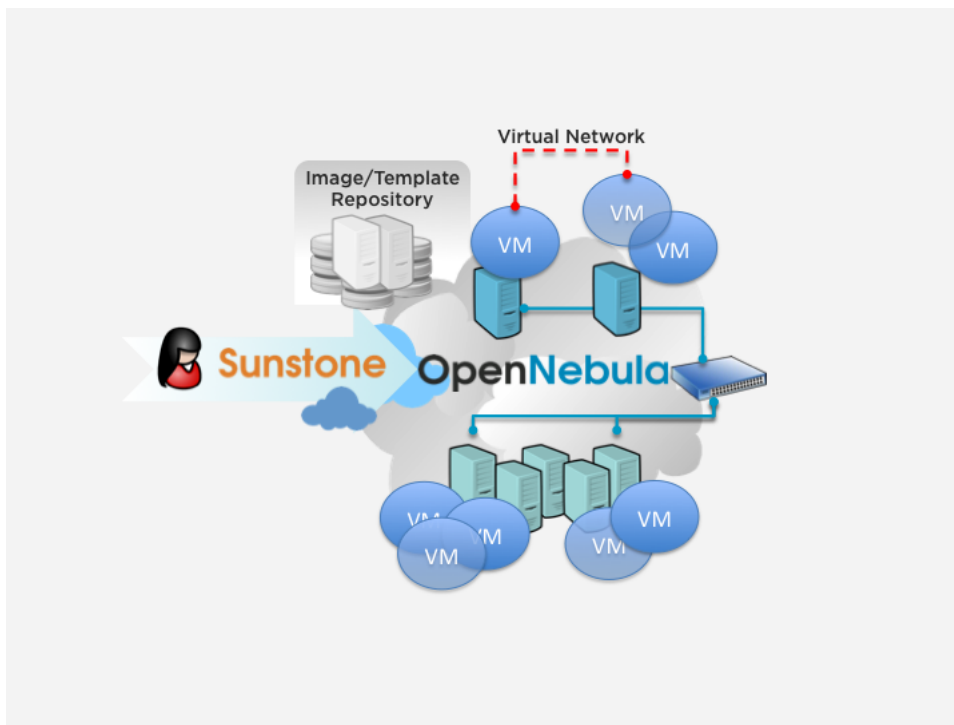 Virtual Network
Image/Template
Repository
VM
VM
VM
Sunstone
OpenNebula
VM
VM
VM
VM
VM